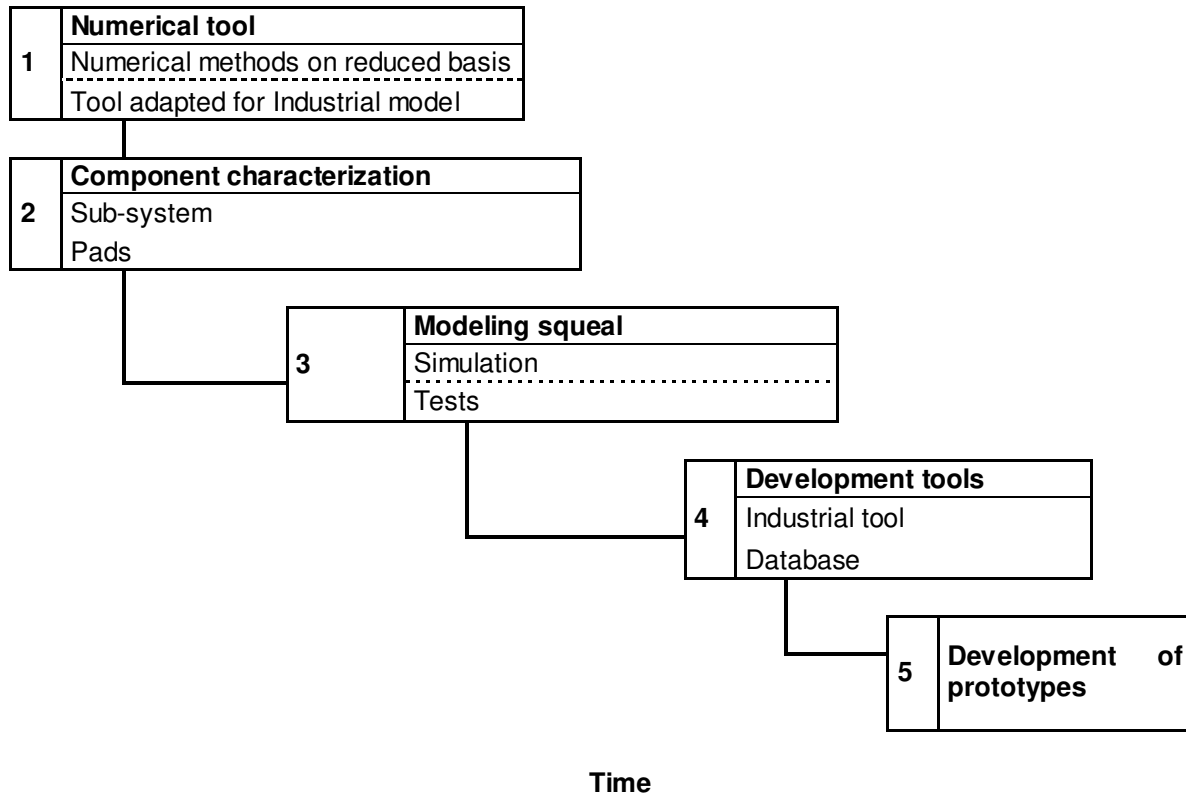 Numerical tool
1
Numerical methods on reduced basis
Tool adapted for Industrial model
Component characterization
2
Sub-system
Pads
Modeling squeal
3
Simulation
Tests
Development tools
4
Industrial tool
Database
5
Development of
prototypes
Time